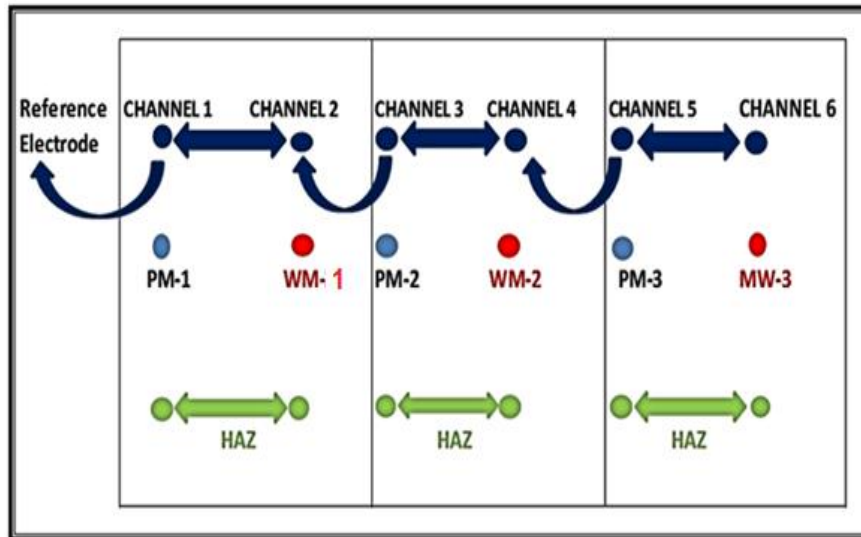 Reference
Electrode
CHANNEL 1 CHANNEL 2 CHANNEL 3 CHANNEL 4 CHANNEL 5 CHANNEL 6
PM-1 WM-1 PM-2 WM-2 PM-3 MW-3
HAZ HAZ HAZ